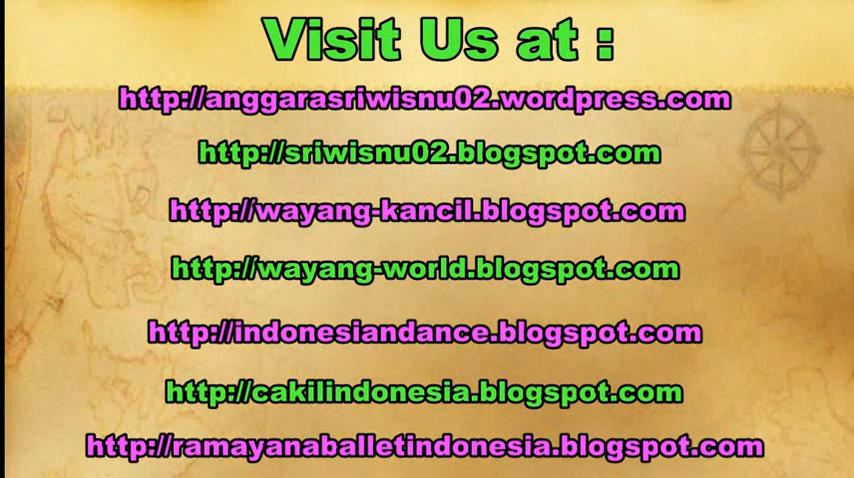 Visit Us at :
http://anggarasriwisnu02.wordpress.com
http://sriwisnu02.blogspot.com
http://wayang-kancil.blogspot.com
http://wayang-world.blogspot.com
http://indonesiandance.blogspot.com
http://cakilindonesia.blogspot.com
http://ramayanaballetindonesia.blogspot.com